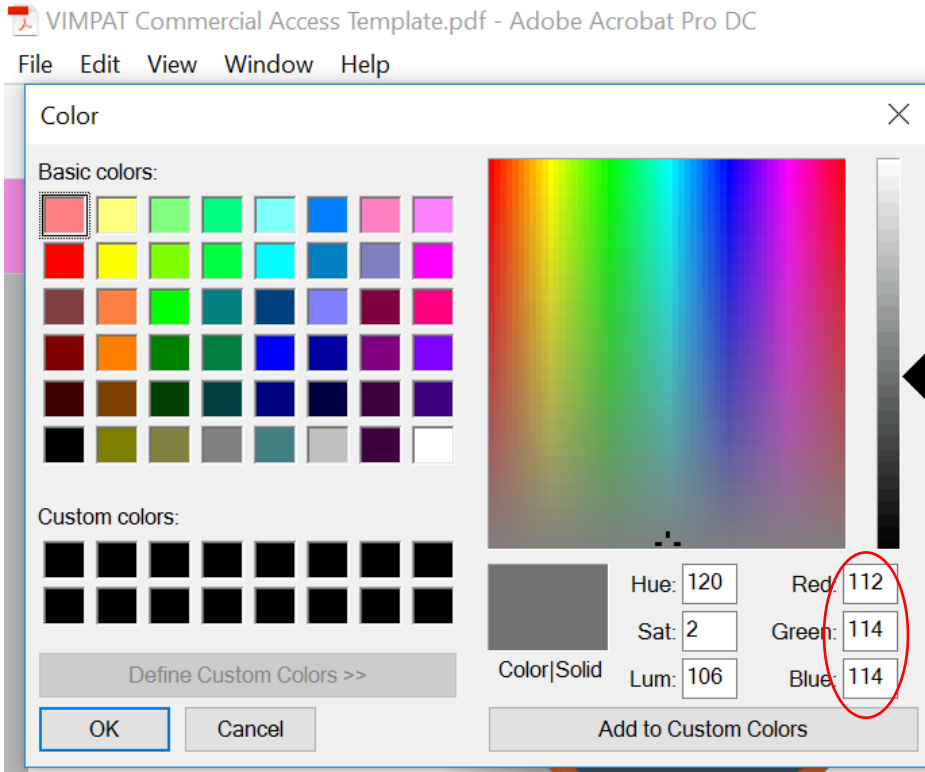 VIMPAT Commercial Access Template.pdf - Adobe Acrobat Pro DC
File Edit View Window Help
Color
Basic colors:
Custom colors:
Define Custom Colors >>
OK Cancel
Color|Solid
Hue: 120
Sat: 2
Lum: 106
Red: 112
Green: 114
Blue: 114
Add to Custom Colors